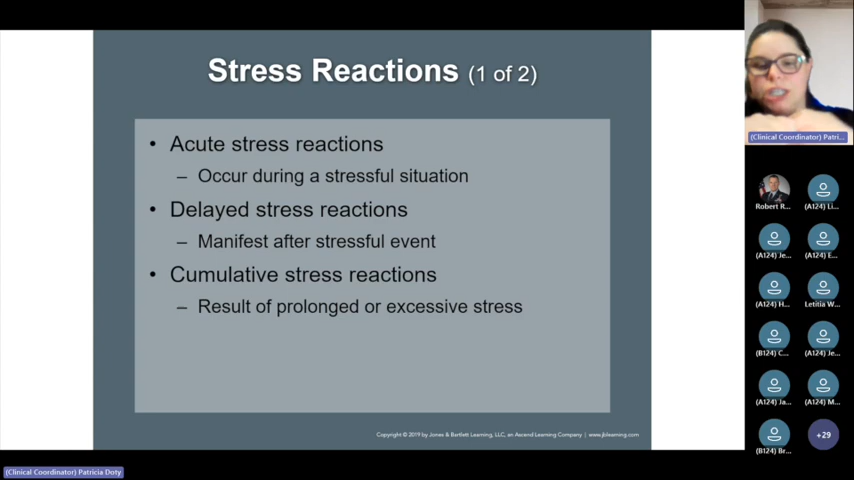 Stress Reactions (1 of 2)
• Acute stress reactions
– Occur during a stressful situation
• Delayed stress reactions
– Manifest after stressful event
• Cumulative stress reactions
– Result of prolonged or excessive stress
Copyright © 2019 by Jones & Bartlett Learning, LLC, an Ascend Learning Company | www.jblearning.com
(Clinical Coordinator) Patricia Doty
(Clinical Coordinator) Patri...
Robert R...
(A124) Li...
(A124) Je...
(A124) E...
(A124) H...
Letitia W...
(B124) C...
(A124) Je...
(A124) Ja...
(A124) M...
(B124) Br...
+29